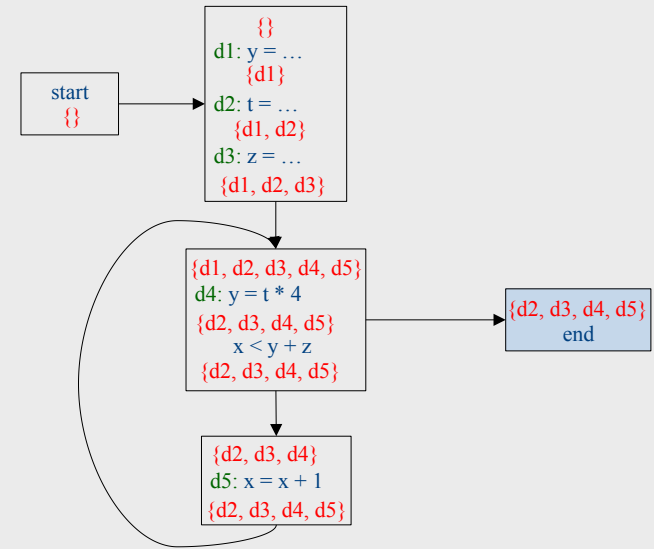 start
{}
{}
d1: y = …
{d1}
d2: t = …
{d1, d2}
d3: z = …
{d1, d2, d3}
{d1, d2, d3, d4, d5}
d4: y = t * 4
{d2, d3, d4, d5}
x < y + z
{d2, d3, d4, d5}
{d2, d3, d4, d5}
end
{d2, d3, d4}
d5: x = x + 1
{d2, d3, d4, d5}